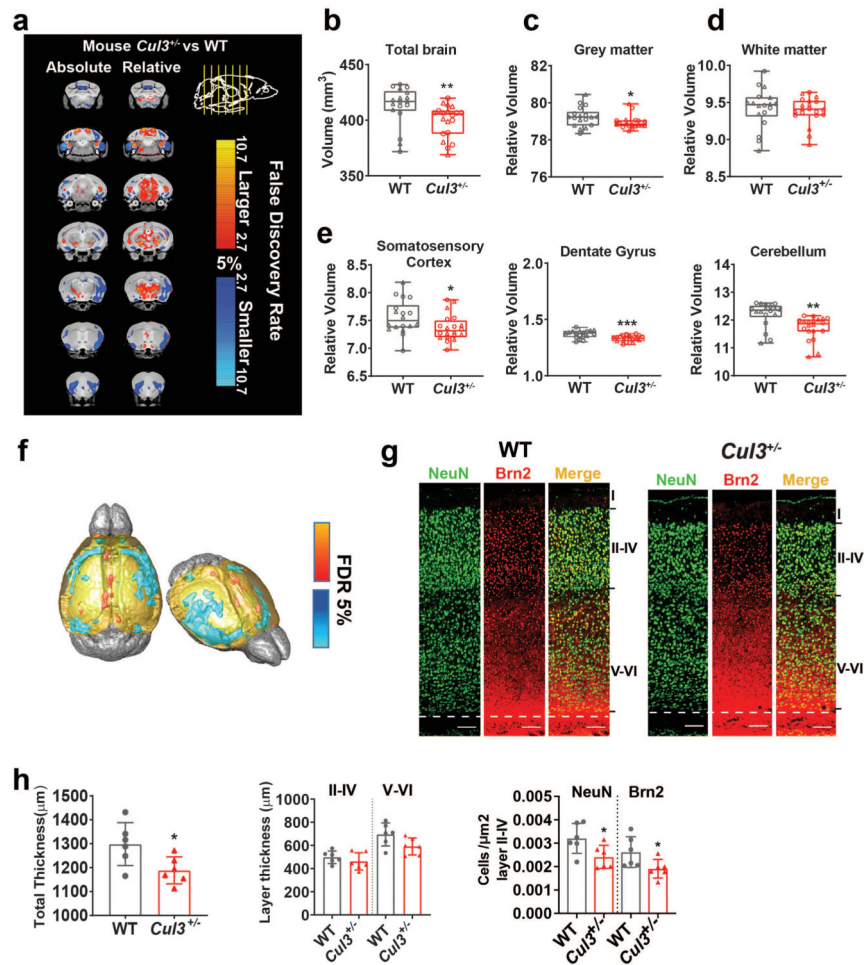 a
Mouse Cul3+/- vs WT
Absolute Relative
10.7
Larger
2.7
5%
2.7
Smaller
10.7
False Discovery Rate
b
Total brain
Volume (mm3)
450
400
350
**
WT Cul3+/-
c
Grey matter
Relative Volume
82
80
78
76
*
WT Cul3+/-
d
White matter
Relative Volume
10.0
9.5
9.0
8.5
WT Cul3+/-
e
Somatosensory
Cortex
Relative Volume
8.5
8.0
7.5
7.0
6.5
*
WT Cul3+/-
Dentate Gyrus
Relative Volume
2.0
1.5
1.0
***
WT Cul3+/-
Cerebellum
Relative Volume
14
13
12
11
10
**
WT Cul3+/-
f
FDR 5%
g
WT
NeuN Brn2 Merge
I
II-IV
V-VI
Cul3+/-
NeuN Brn2 Merge
I
II-IV
V-VI
h
Total Thickness(μm)
1500
1400
1300
1200
1100
1000
*
WT Cul3+/-
Layer thickness (μm)
1000
800
600
400
200
0
II-IV V-VI
WT Cul3+/- WT Cul3+/-
Cells /μm2
layer II-IV
0.005
0.004
0.003
0.002
0.001
0.000
NeuN Brn2
* *
WT Cul3+/- WT Cul3+/-